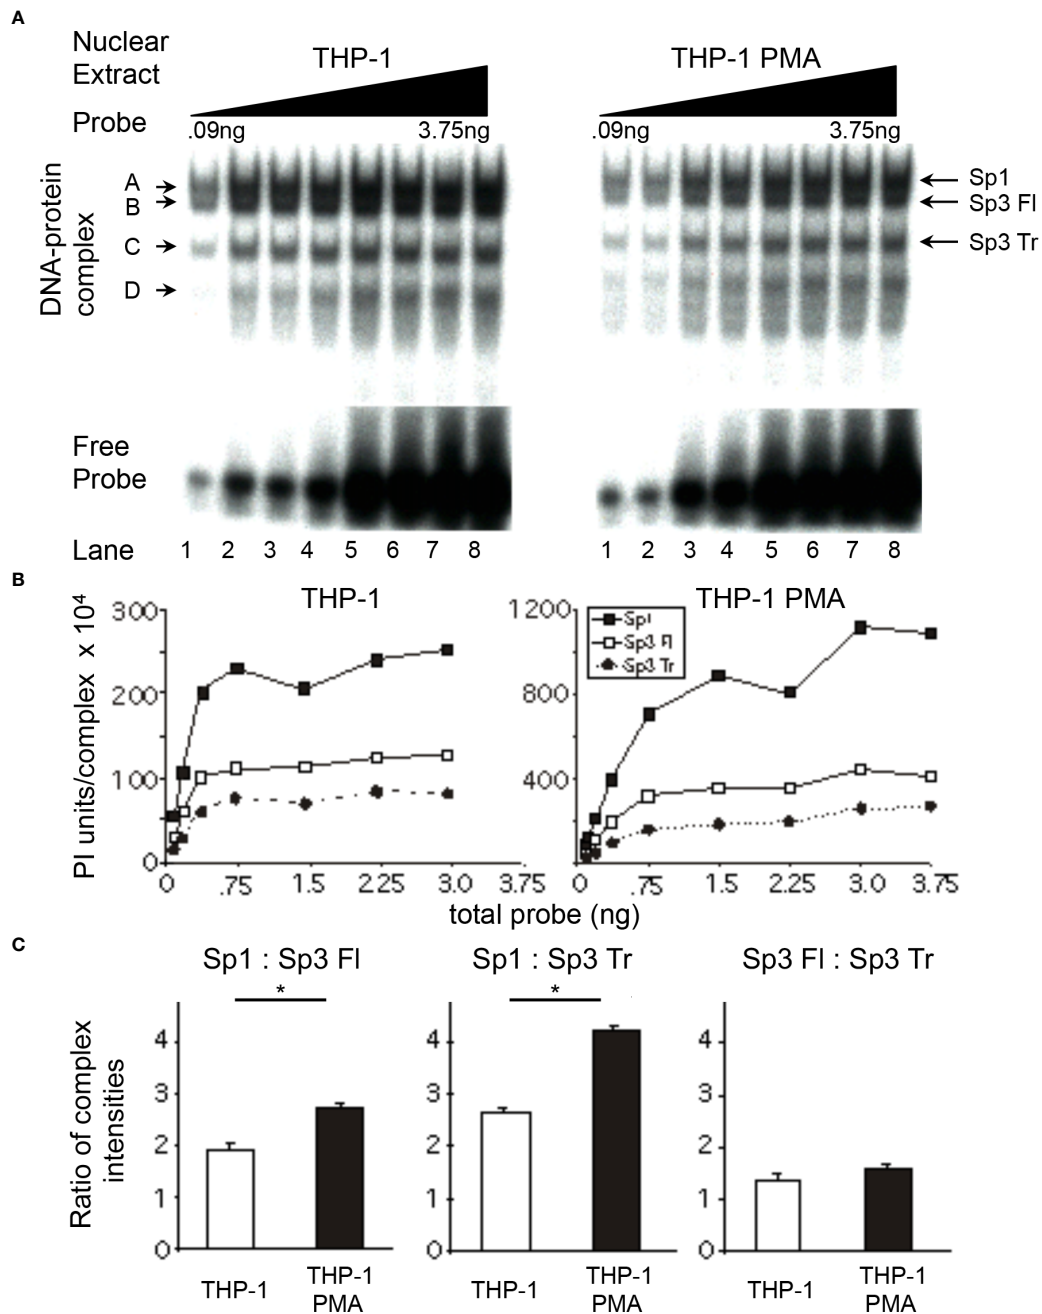 A
Nuclear Extract
THP-1
THP-1 PMA
Probe
.09ng
3.75ng
.09ng
3.75ng
DNA-protein complex
A
B
C
D
Sp1
Sp3 Fl
Sp3 Tr
Free Probe
Lane
1 2 3 4 5 6 7 8
1 2 3 4 5 6 7 8
B
THP-1
THP-1 PMA
PI units/complex x 10⁴
300
200
100
0
0 .75 1.5 2.25 3.0 3.75
1200
800
400
0 .75 1.5 2.25 3.0 3.75
Sp1
Sp3 Fl
Sp3 Tr
total probe (ng)
C
Sp1 : Sp3 Fl
Sp1 : Sp3 Tr
Sp3 Fl : Sp3 Tr
*
*
Ratio of complex intensities
4
3
2
1
0
4
3
2
1
0
4
3
2
1
0
THP-1
THP-1 PMA
THP-1
THP-1 PMA
THP-1
THP-1 PMA